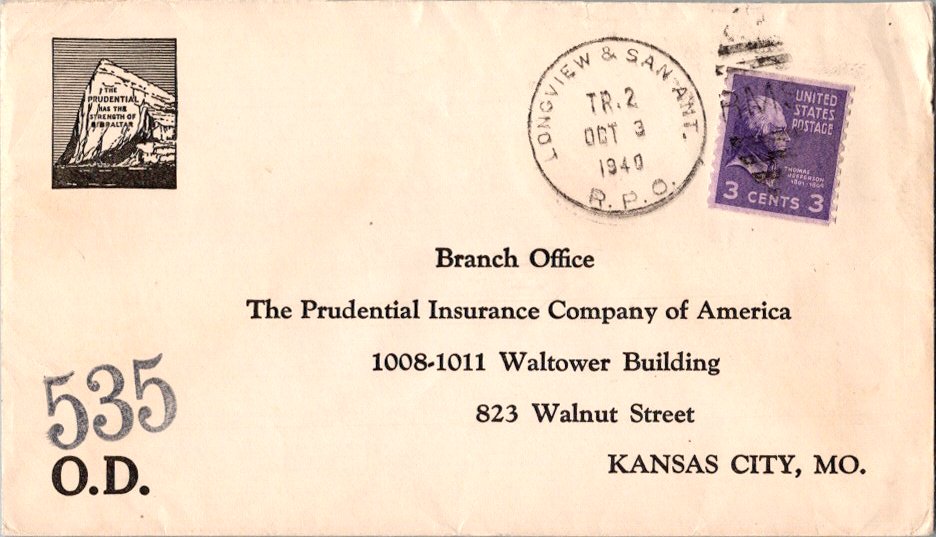 THE
PRUDENTIAL
HAS THE
STRENGTH OF
GIBRALTAR
LONGVIEW & SAN ANT.
TR.2
OCT 3
1940
R.P.O.
UNITED
STATES
POSTAGE
THOMAS
JEFFERSON
1801-1809
3 CENTS 3
Branch Office
The Prudential Insurance Company of America
1008-1011 Waltower Building
823 Walnut Street
KANSAS CITY, MO.
535
O.D.